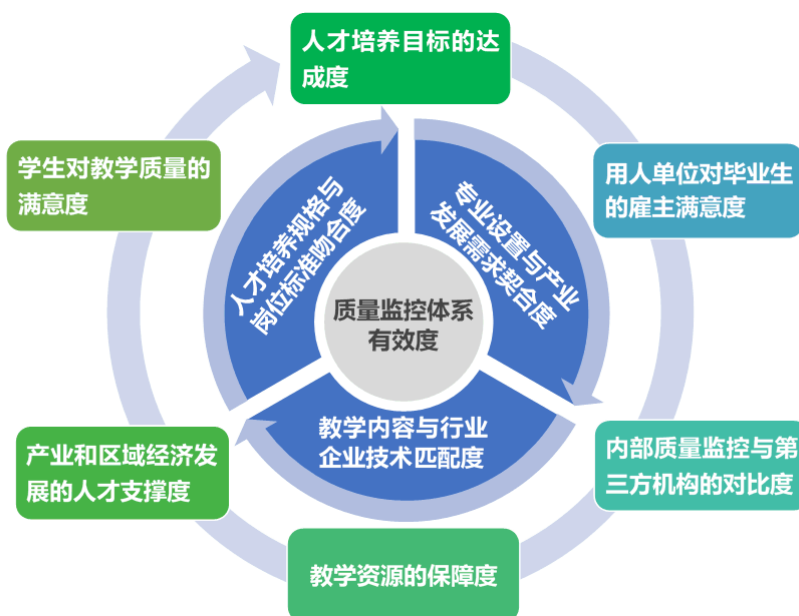 人才培养目标的达
成度
学生对教学质量的
满意度
用人单位对毕业生
的雇主满意度
人才培养规格与
岗位标准吻合度
专业设置与产业
发展需求契合度
质量监控体系
有效度
教学内容与行业
企业技术匹配度
产业和区域经济发
展的人才支撑度
内部质量监控与第
三方机构的对比度
教学资源的保障度